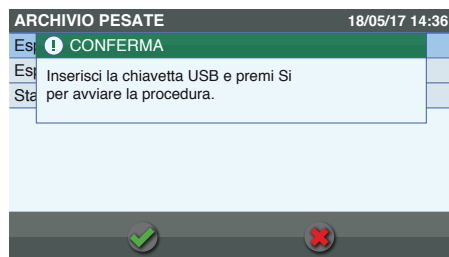 ARCHIVIO PESATE 18/05/17 14:36
CONFERMA
Inserisci la chiavetta USB e premi Si
per avviare la procedura.